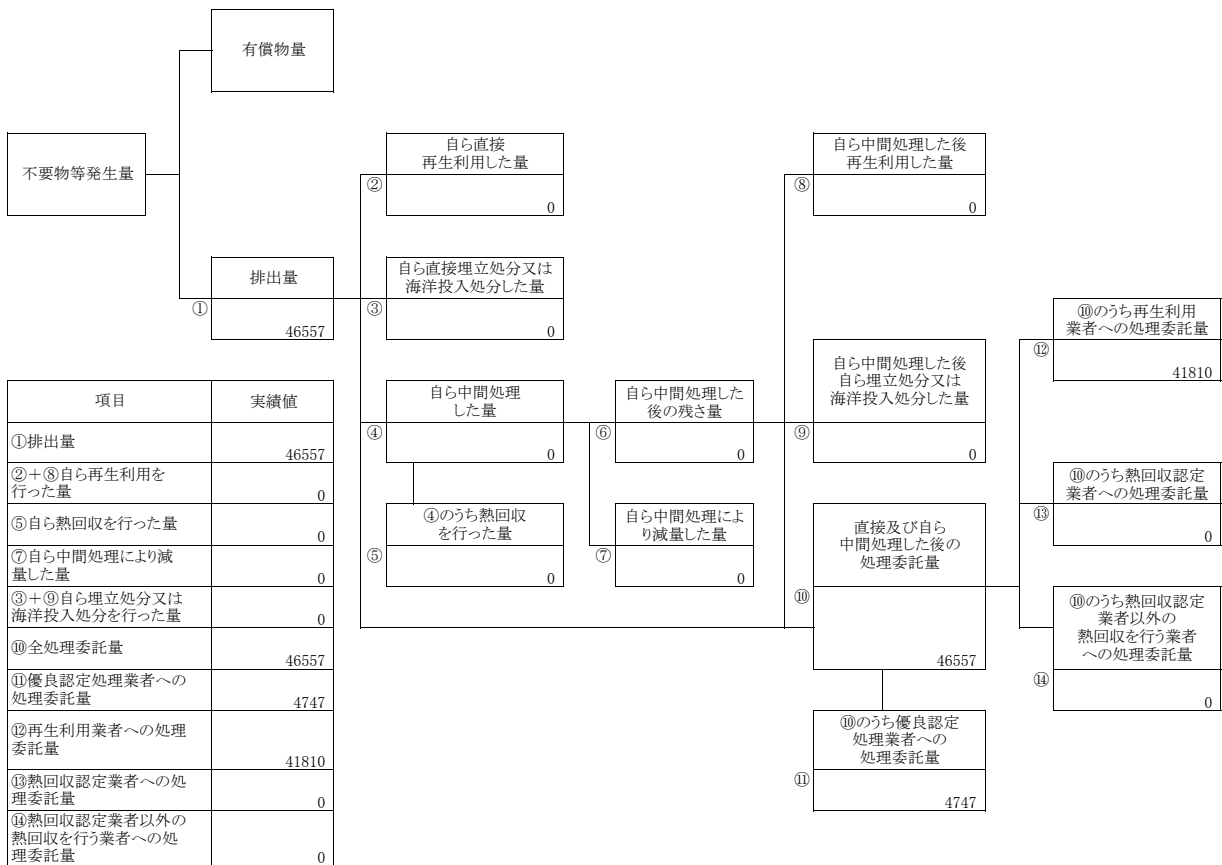 有償物量
不要物等発生量
自ら直接
再生利用した量
②
0
自ら中間処理した後
再生利用した量
⑧
0
排出量
①
46557
自ら直接埋立処分又は
海洋投入処分した量
③
0
⑩のうち再生利用
業者への処理委託量
⑫
41810
自ら中間処理
した量
④
0
自ら中間処理した
後の残さ量
⑥
0
自ら中間処理した後
自ら埋立処分又は
海洋投入処分した量
⑨
0
⑩のうち熱回収認定
業者への処理委託量
⑬
0
④のうち熱回収
を行った量
⑤
0
自ら中間処理によ
り減量した量
⑦
0
直接及び自ら
中間処理した後の
処理委託量
⑩
46557
⑩のうち熱回収認定
業者以外の
熱回収を行う業者
への処理委託量
⑭
0
⑩のうち優良認定
処理業者への
処理委託量
⑪
4747
項目
実績値
①排出量
46557
②+⑧自ら再生利用を
行った量
0
⑤自ら熱回収を行った量
0
⑦自ら中間処理により減
量した量
0
③+⑨自ら埋立処分又は
海洋投入処分を行った量
0
⑩全処理委託量
46557
⑪優良認定処理業者への
処理委託量
4747
⑫再生利用業者への処理
委託量
41810
⑬熱回収認定業者への処
理委託量
0
⑭熱回収認定業者以外の
熱回収を行う業者への処
理委託量
0